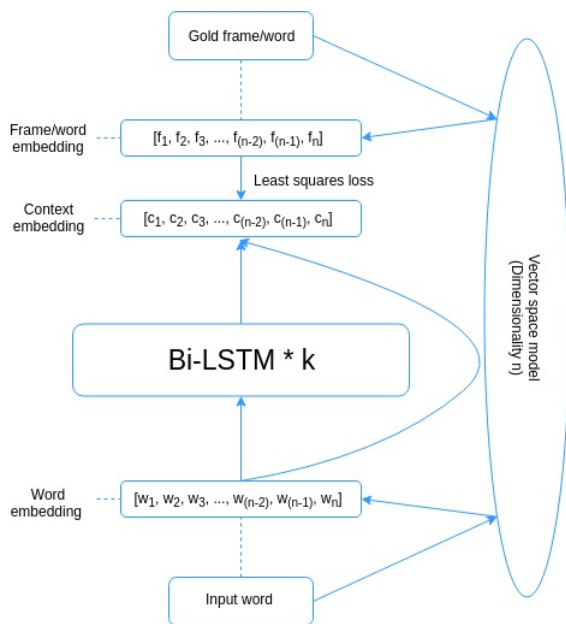 Gold frame/word
Frame/word
embedding
[f₁, f₂, f₃, ..., f₍ₙ₋₂₎, f₍ₙ₋₁₎, fₙ]
Least squares loss
Context
embedding
[c₁, c₂, c₃, ..., c₍ₙ₋₂₎, c₍ₙ₋₁₎, cₙ]
Vector space model
(Dimensionality n)
Bi-LSTM * k
Word
embedding
[w₁, w₂, w₃, ..., w₍ₙ₋₂₎, w₍ₙ₋₁₎, wₙ]
Input word